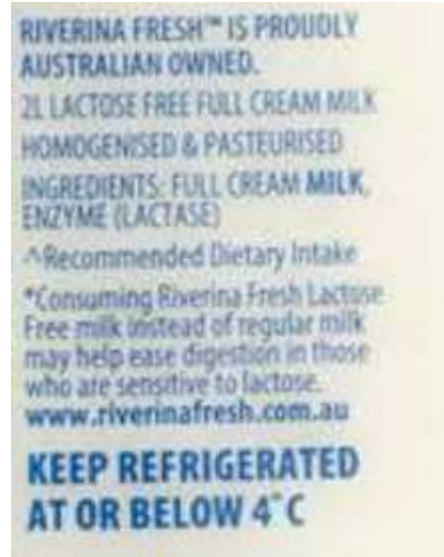 RIVERINA FRESH™ IS PROUDLY
AUSTRALIAN OWNED.
2L LACTOSE FREE FULL CREAM MILK
HOMOGENISED & PASTEURISED
INGREDIENTS: FULL CREAM MILK,
ENZYME (LACTASE)
^Recommended Dietary Intake
*Consuming Riverina Fresh Lactose
Free milk instead of regular milk
may help ease digestion in those
who are sensitive to lactose.
www.riverinafresh.com.au
KEEP REFRIGERATED
AT OR BELOW 4°C